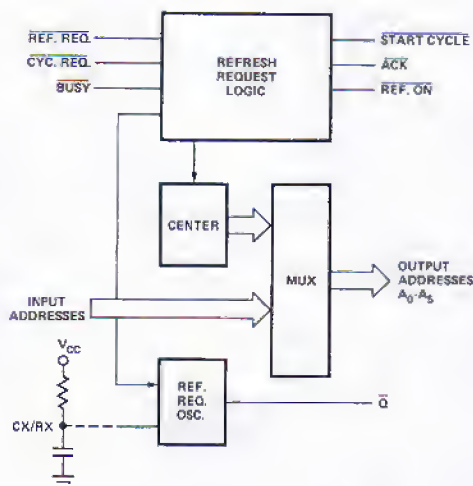 REF. REQ.
CYC. REQ.
BUSY
REFRESH
REQUEST
LOGIC
START CYCLE
ACK
REF. ON
CENTER
MUX
OUTPUT
ADDRESSES
A0-A5
INPUT
ADDRESSES
VCC
CX/RX
REF.
REQ.
OSC.
Q̅